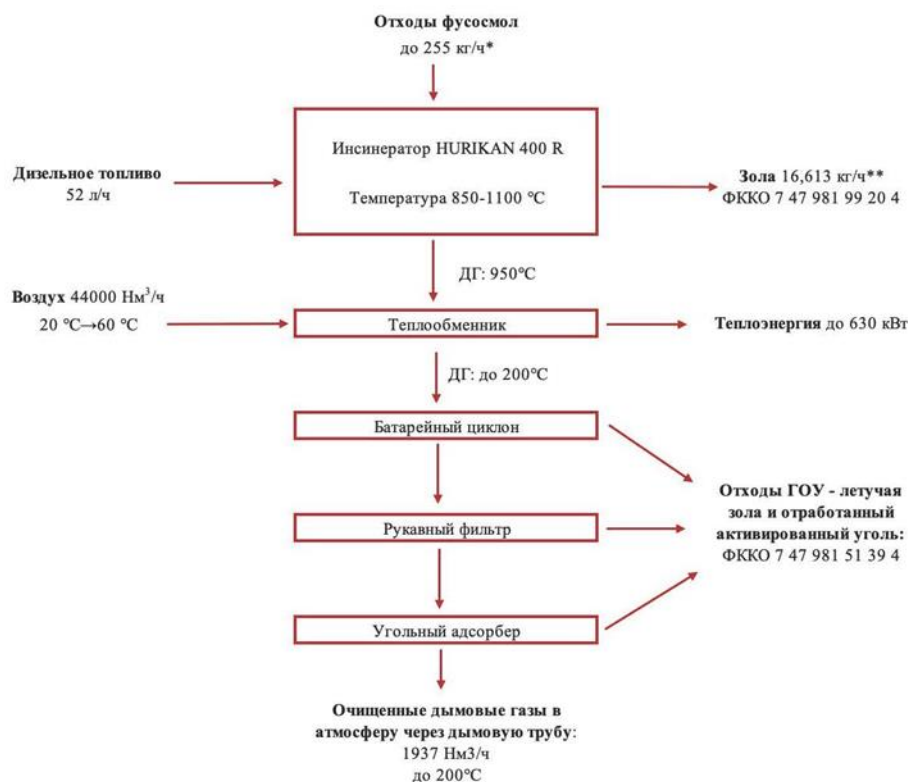 Отходы фусосмол
до 255 кг/ч*
Инсинератор HURIKAN 400 R
Температура 850-1100 °C
Дизельное топливо
52 л/ч
Зола 16,613 кг/ч**
ФККО 7 47 981 99 20 4
ДГ: 950°C
Воздух 44000 Нм³/ч
20 °C→60 °C
Теплообменник
Теплоэнергия до 630 кВт
ДГ: до 200°C
Батарейный циклон
Рукавный фильтр
Отходы ГОУ - летучая
зола и отработанный
активированный уголь:
ФККО 7 47 981 51 39 4
Угольный адсорбер
Очищенные дымовые газы в
атмосферу через дымовую трубу:
1937 Нм3/ч
до 200°C